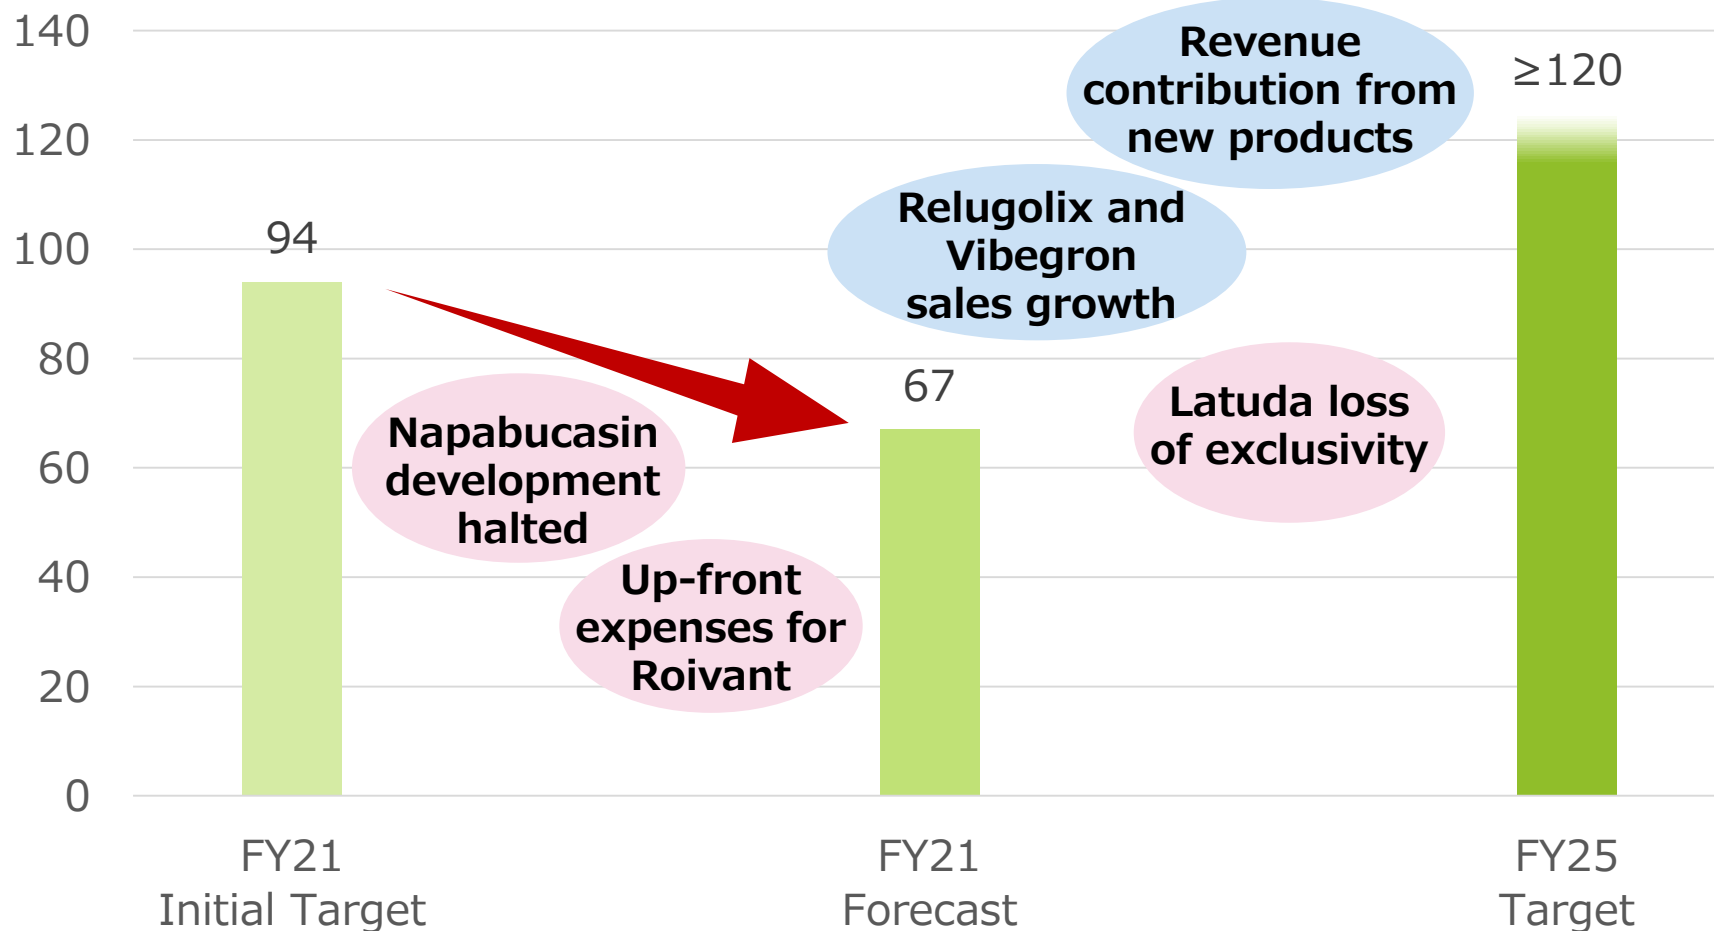 140
120
100
80
60
40
20
0
94
67
≥120
Napabucasin
development
halted
Up-front
expenses for
Roivant
Relugolix and
Vibegron
sales growth
Revenue
contribution from
new products
Latuda loss
of exclusivity
FY21
Initial Target
FY21
Forecast
FY25
Target